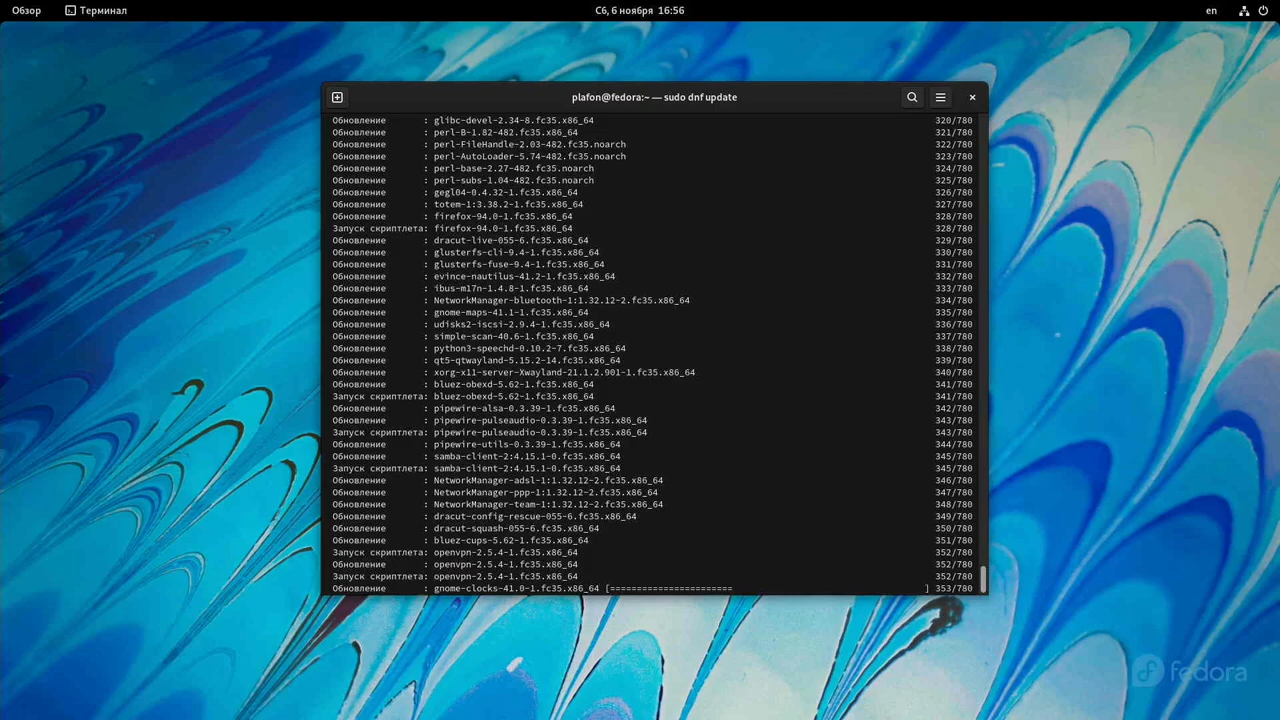 Обзор Терминал Сб, 6 ноября 16:56 en
plafon@fedora:~ — sudo dnf update
Обновление : glibc-devel-2.34-8.fc35.x86_64 320/780
Обновление : perl-B-1.82-482.fc35.x86_64 321/780
Обновление : perl-FileHandle-2.03-482.fc35.noarch 322/780
Обновление : perl-AutoLoader-5.74-482.fc35.noarch 323/780
Обновление : perl-base-2.27-482.fc35.noarch 324/780
Обновление : perl-subs-1.04-482.fc35.noarch 325/780
Обновление : gegl04-0.4.32-1.fc35.x86_64 326/780
Обновление : totem-1:3.38.2-1.fc35.x86_64 327/780
Обновление : firefox-94.0-1.fc35.x86_64 328/780
Запуск скриптлета: firefox-94.0-1.fc35.x86_64 328/780
Обновление : dracut-live-055-6.fc35.x86_64 329/780
Обновление : glusterfs-cli-9.4-1.fc35.x86_64 330/780
Обновление : glusterfs-fuse-9.4-1.fc35.x86_64 331/780
Обновление : evince-nautilus-41.2-1.fc35.x86_64 332/780
Обновление : ibus-m17n-1.4.8-1.fc35.x86_64 333/780
Обновление : NetworkManager-bluetooth-1:1.32.12-2.fc35.x86_64 334/780
Обновление : gnome-maps-41.1-1.fc35.x86_64 335/780
Обновление : udisks2-iscsi-2.9.4-1.fc35.x86_64 336/780
Обновление : simple-scan-40.6-1.fc35.x86_64 337/780
Обновление : python3-speechd-0.10.2-7.fc35.x86_64 338/780
Обновление : qt5-qtwayland-5.15.2-14.fc35.x86_64 339/780
Обновление : xorg-x11-server-Xwayland-21.1.2.901-1.fc35.x86_64 340/780
Обновление : bluez-obexd-5.62-1.fc35.x86_64 341/780
Запуск скриптлета: bluez-obexd-5.62-1.fc35.x86_64 341/780
Обновление : pipewire-alsa-0.3.39-1.fc35.x86_64 342/780
Обновление : pipewire-pulseaudio-0.3.39-1.fc35.x86_64 343/780
Запуск скриптлета: pipewire-pulseaudio-0.3.39-1.fc35.x86_64 343/780
Обновление : pipewire-utils-0.3.39-1.fc35.x86_64 344/780
Обновление : samba-client-2:4.15.1-0.fc35.x86_64 345/780
Запуск скриптлета: samba-client-2:4.15.1-0.fc35.x86_64 345/780
Обновление : NetworkManager-adsl-1:1.32.12-2.fc35.x86_64 346/780
Обновление : NetworkManager-ppp-1:1.32.12-2.fc35.x86_64 347/780
Обновление : NetworkManager-team-1:1.32.12-2.fc35.x86_64 348/780
Обновление : dracut-config-rescue-055-6.fc35.x86_64 349/780
Обновление : dracut-squash-055-6.fc35.x86_64 350/780
Обновление : bluez-cups-5.62-1.fc35.x86_64 351/780
Запуск скриптлета: openvpn-2.5.4-1.fc35.x86_64 352/780
Обновление : openvpn-2.5.4-1.fc35.x86_64 352/780
Запуск скриптлета: openvpn-2.5.4-1.fc35.x86_64 352/780
Обновление : gnome-clocks-41.0-1.fc35.x86_64 [======================= ] 353/780
fedora